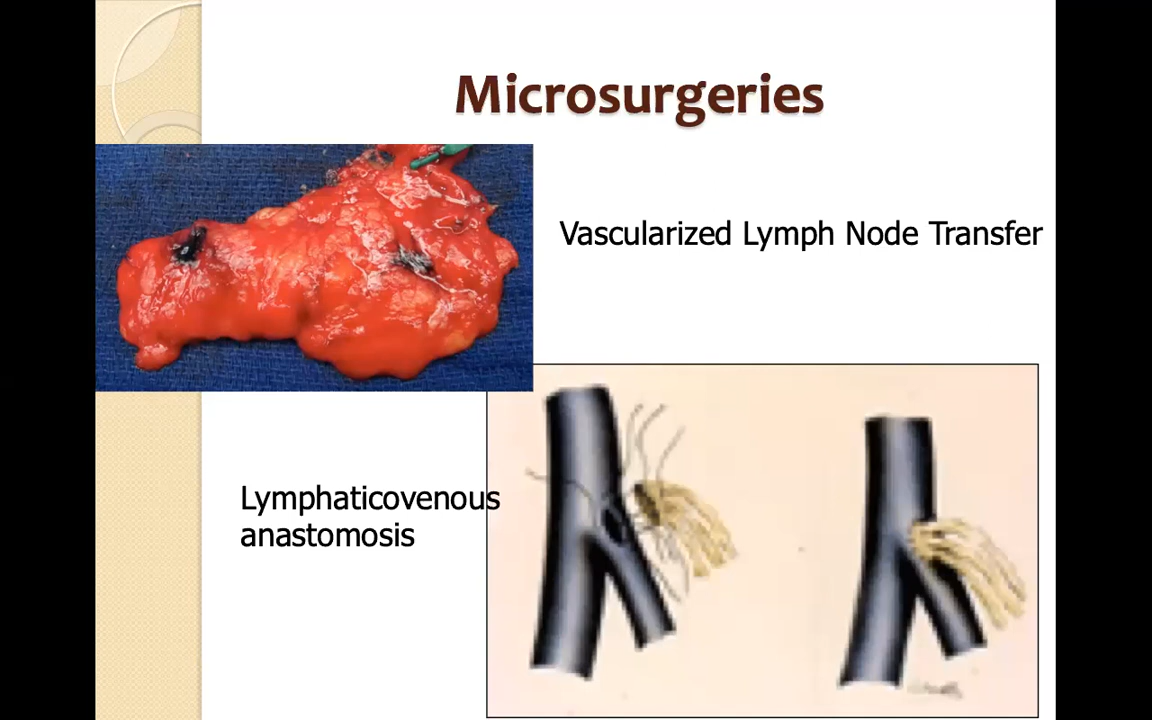 Microsurgeries
Vascularized Lymph Node Transfer
Lymphaticovenous
anastomosis